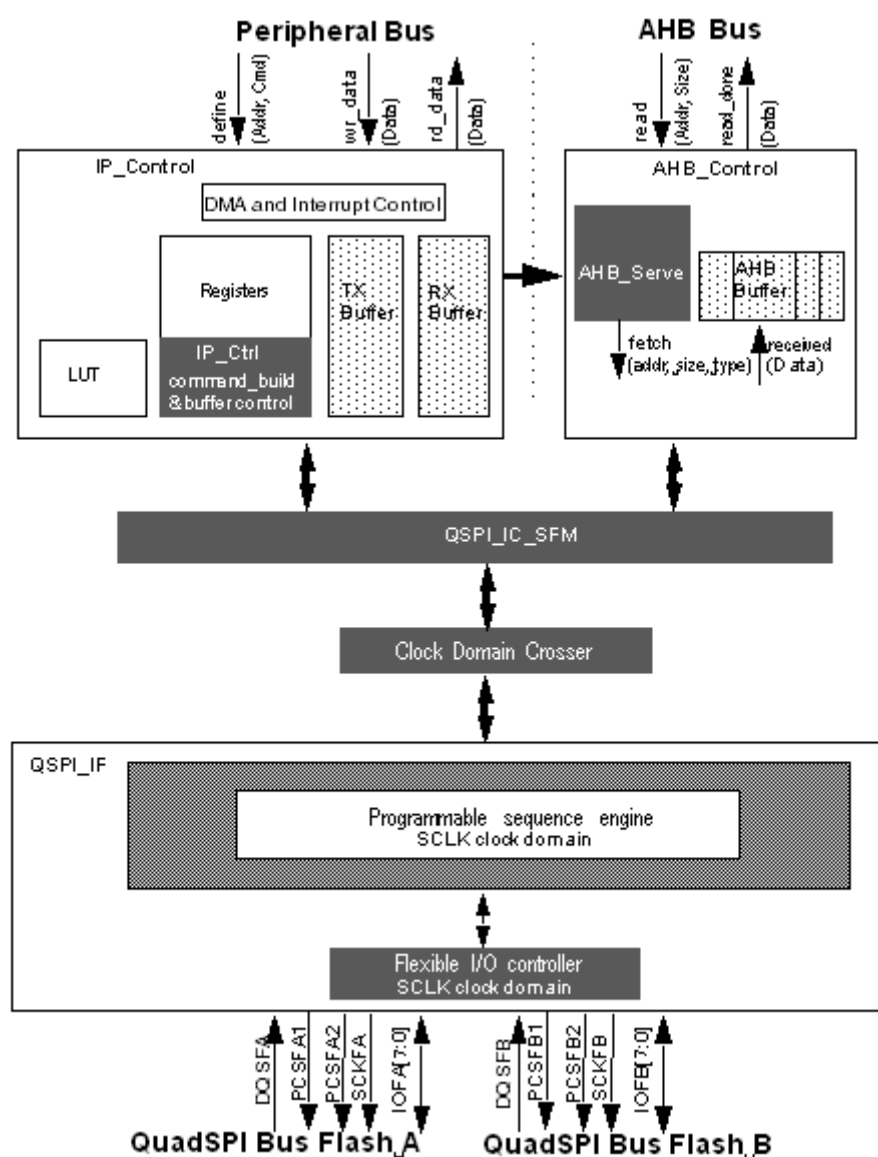 Peripheral Bus
AHB Bus
define
(Addr, Cmd)
wr_data
(Data)
rd_data
(Data)
read
(Addr, Size)
read_done
(Data)
IP_Control
AHB_Control
DMA and Interrupt Control
Registers
TX
Buffer
RX
Buffer
AHB_Serve
AHB
Buffer
LUT
IP_Ctrl
command_build
& buffer control
fetch
(addr, size, type)
received
(Data)
QSPI_IC_SFM
Clock Domain Crosser
QSPI_IF
Programmable sequence engine
SCLK clock domain
Flexible I/O controller
SCLK clock domain
DQSFA
PCSFA1
PCSFA2
SCKFA
IOFA[7:0]
DQSFB
PCSFB1
PCSFB2
SCKFB
IOFB[7:0]
QuadSPI Bus Flash_A
QuadSPI Bus Flash_B